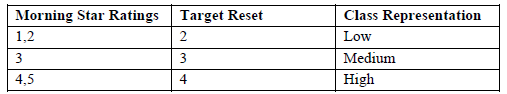 Morning Star Ratings Target Reset Class Representation
1,2 2 Low
3 3 Medium
4,5 4 High